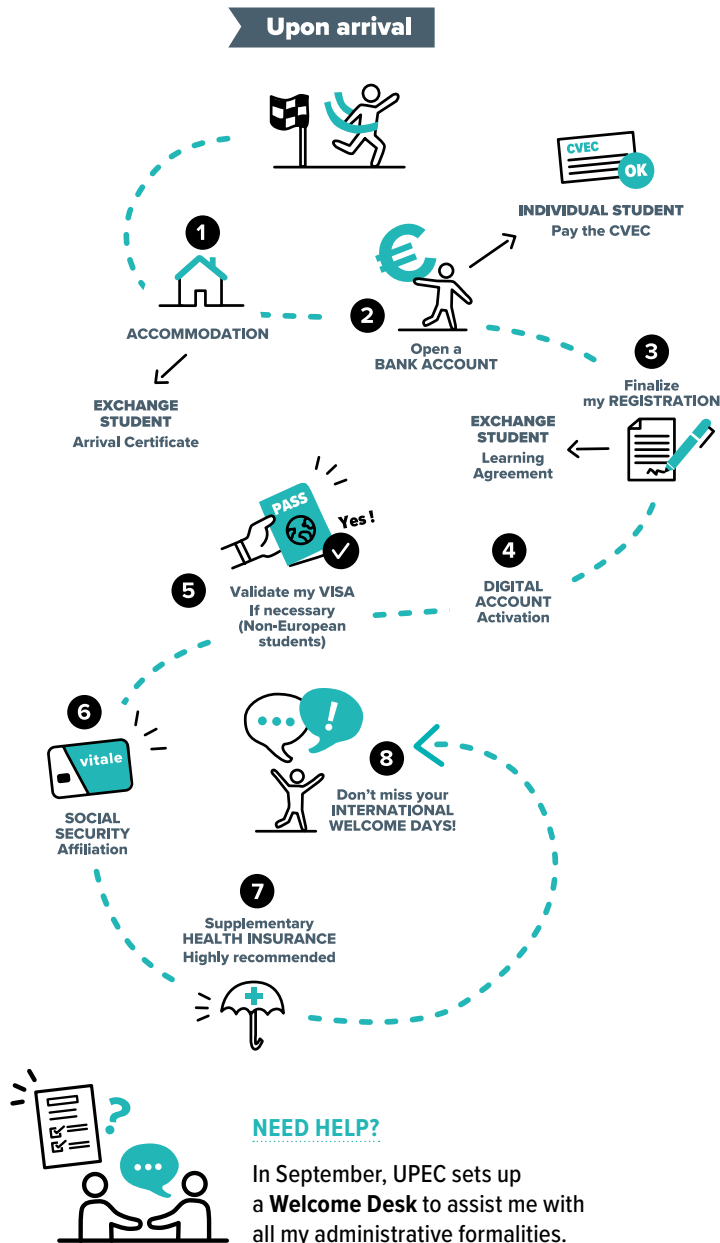 Upon arrival
CVEC
OK
INDIVIDUAL STUDENT
Pay the CVEC
1
ACCOMMODATION
EXCHANGE
STUDENT
Arrival Certificate
€
2
Open a
BANK ACCOUNT
3
Finalize
my REGISTRATION
EXCHANGE
STUDENT
Learning
Agreement
4
DIGITAL
ACCOUNT
Activation
PASS
Yes !
5
Validate my VISA
If necessary
(Non-European
students)
6
vitale
SOCIAL
SECURITY
Affiliation
7
Supplementary
HEALTH INSURANCE
Highly recommended
!
8
Don't miss your
INTERNATIONAL
WELCOME DAYS!
?
NEED HELP?
In September, UPEC sets up
a Welcome Desk to assist me with
all my administrative formalities.